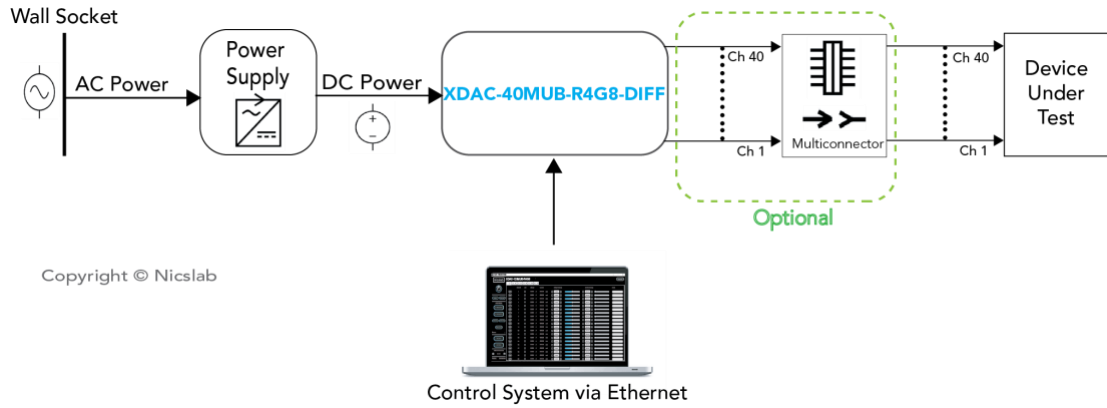 Wall Socket
AC Power
Power
Supply
DC Power
XDAC-40MUB-R4G8-DIFF
Ch 40
Ch 1
Multiconnector
Ch 40
Ch 1
Device
Under
Test
Optional
Copyright © Nicslab
Control System via Ethernet